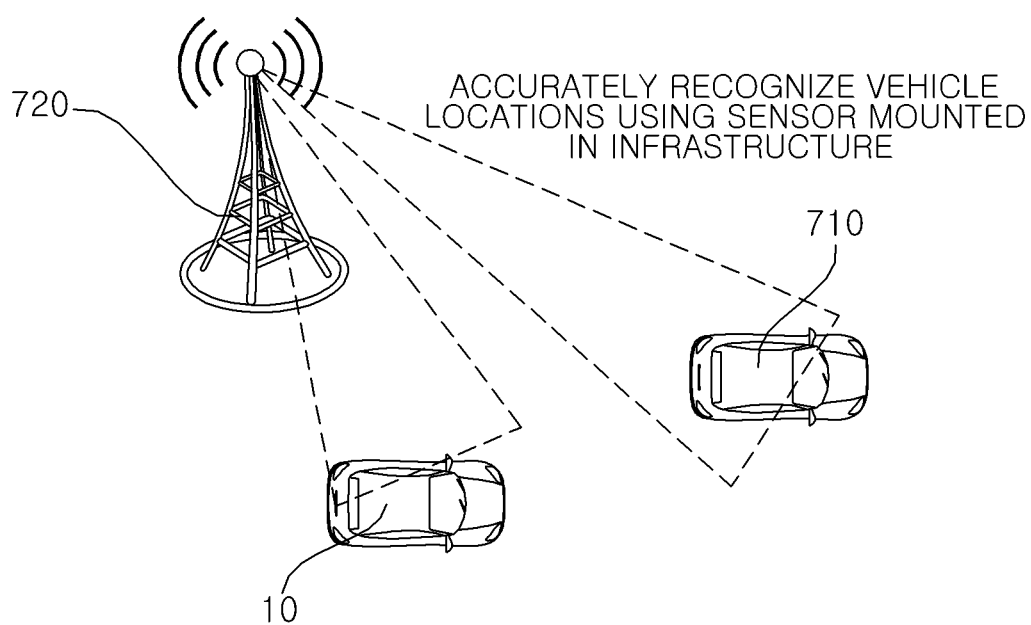 720
ACCURATELY RECOGNIZE VEHICLE
LOCATIONS USING SENSOR MOUNTED
IN INFRASTRUCTURE
710
10